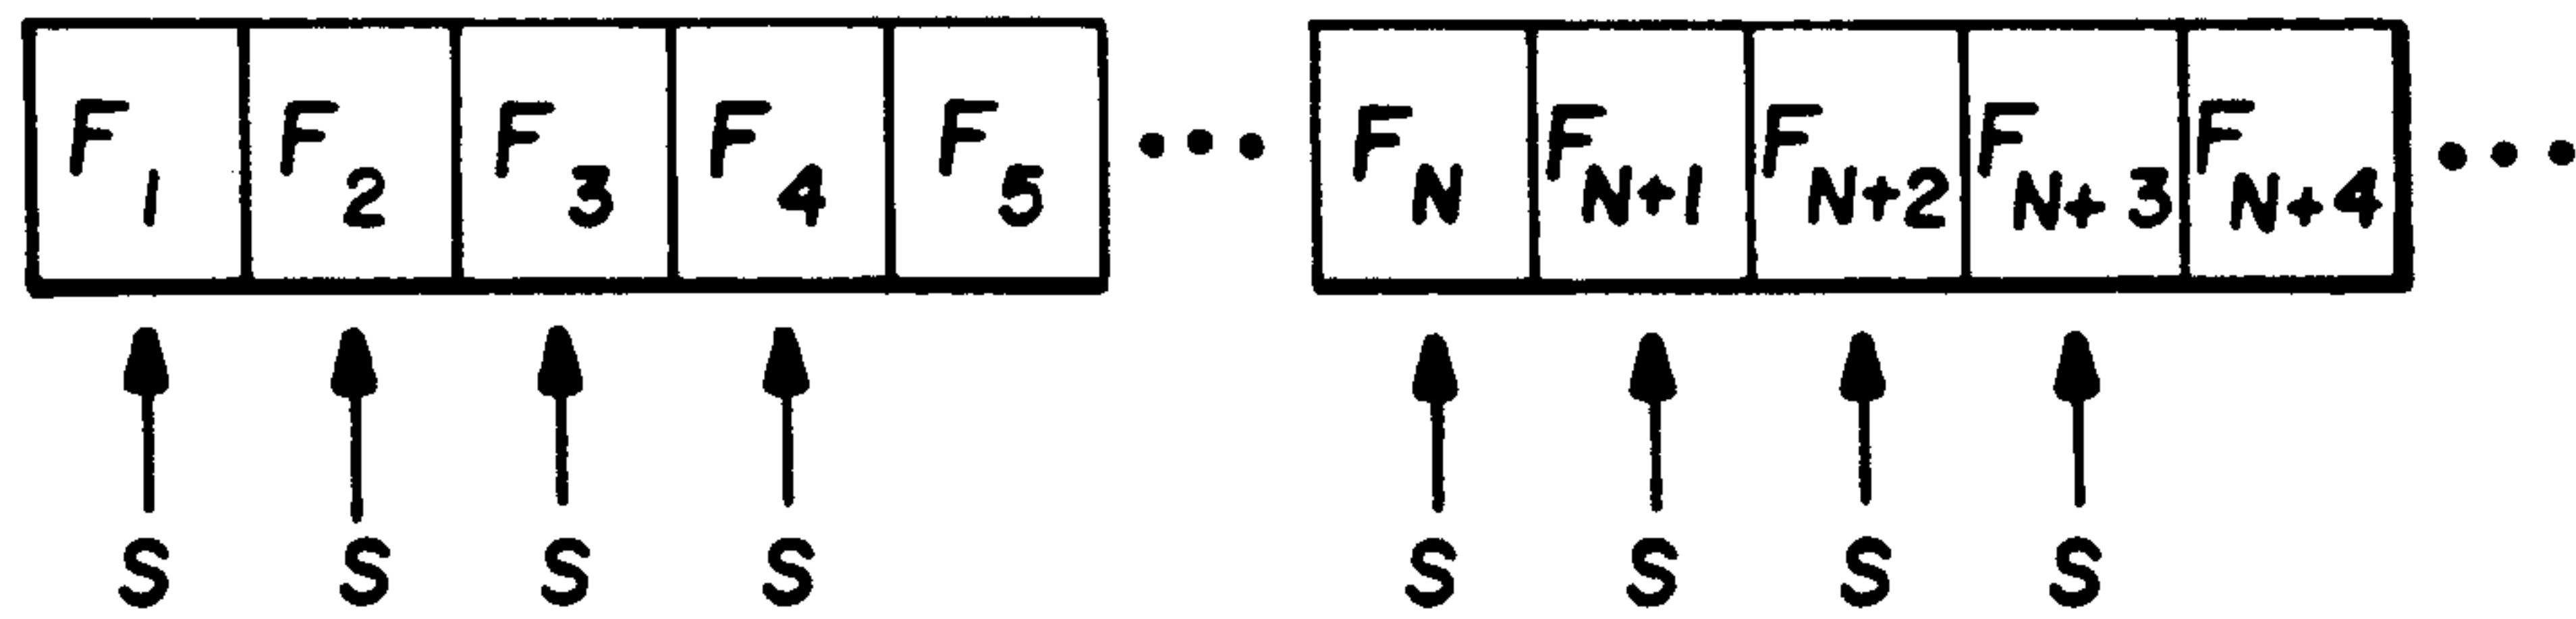 F1 F2 F3 F4 F5 ••• FN FN+1 FN+2 FN+3 FN+4 •••
S S S S S S S S